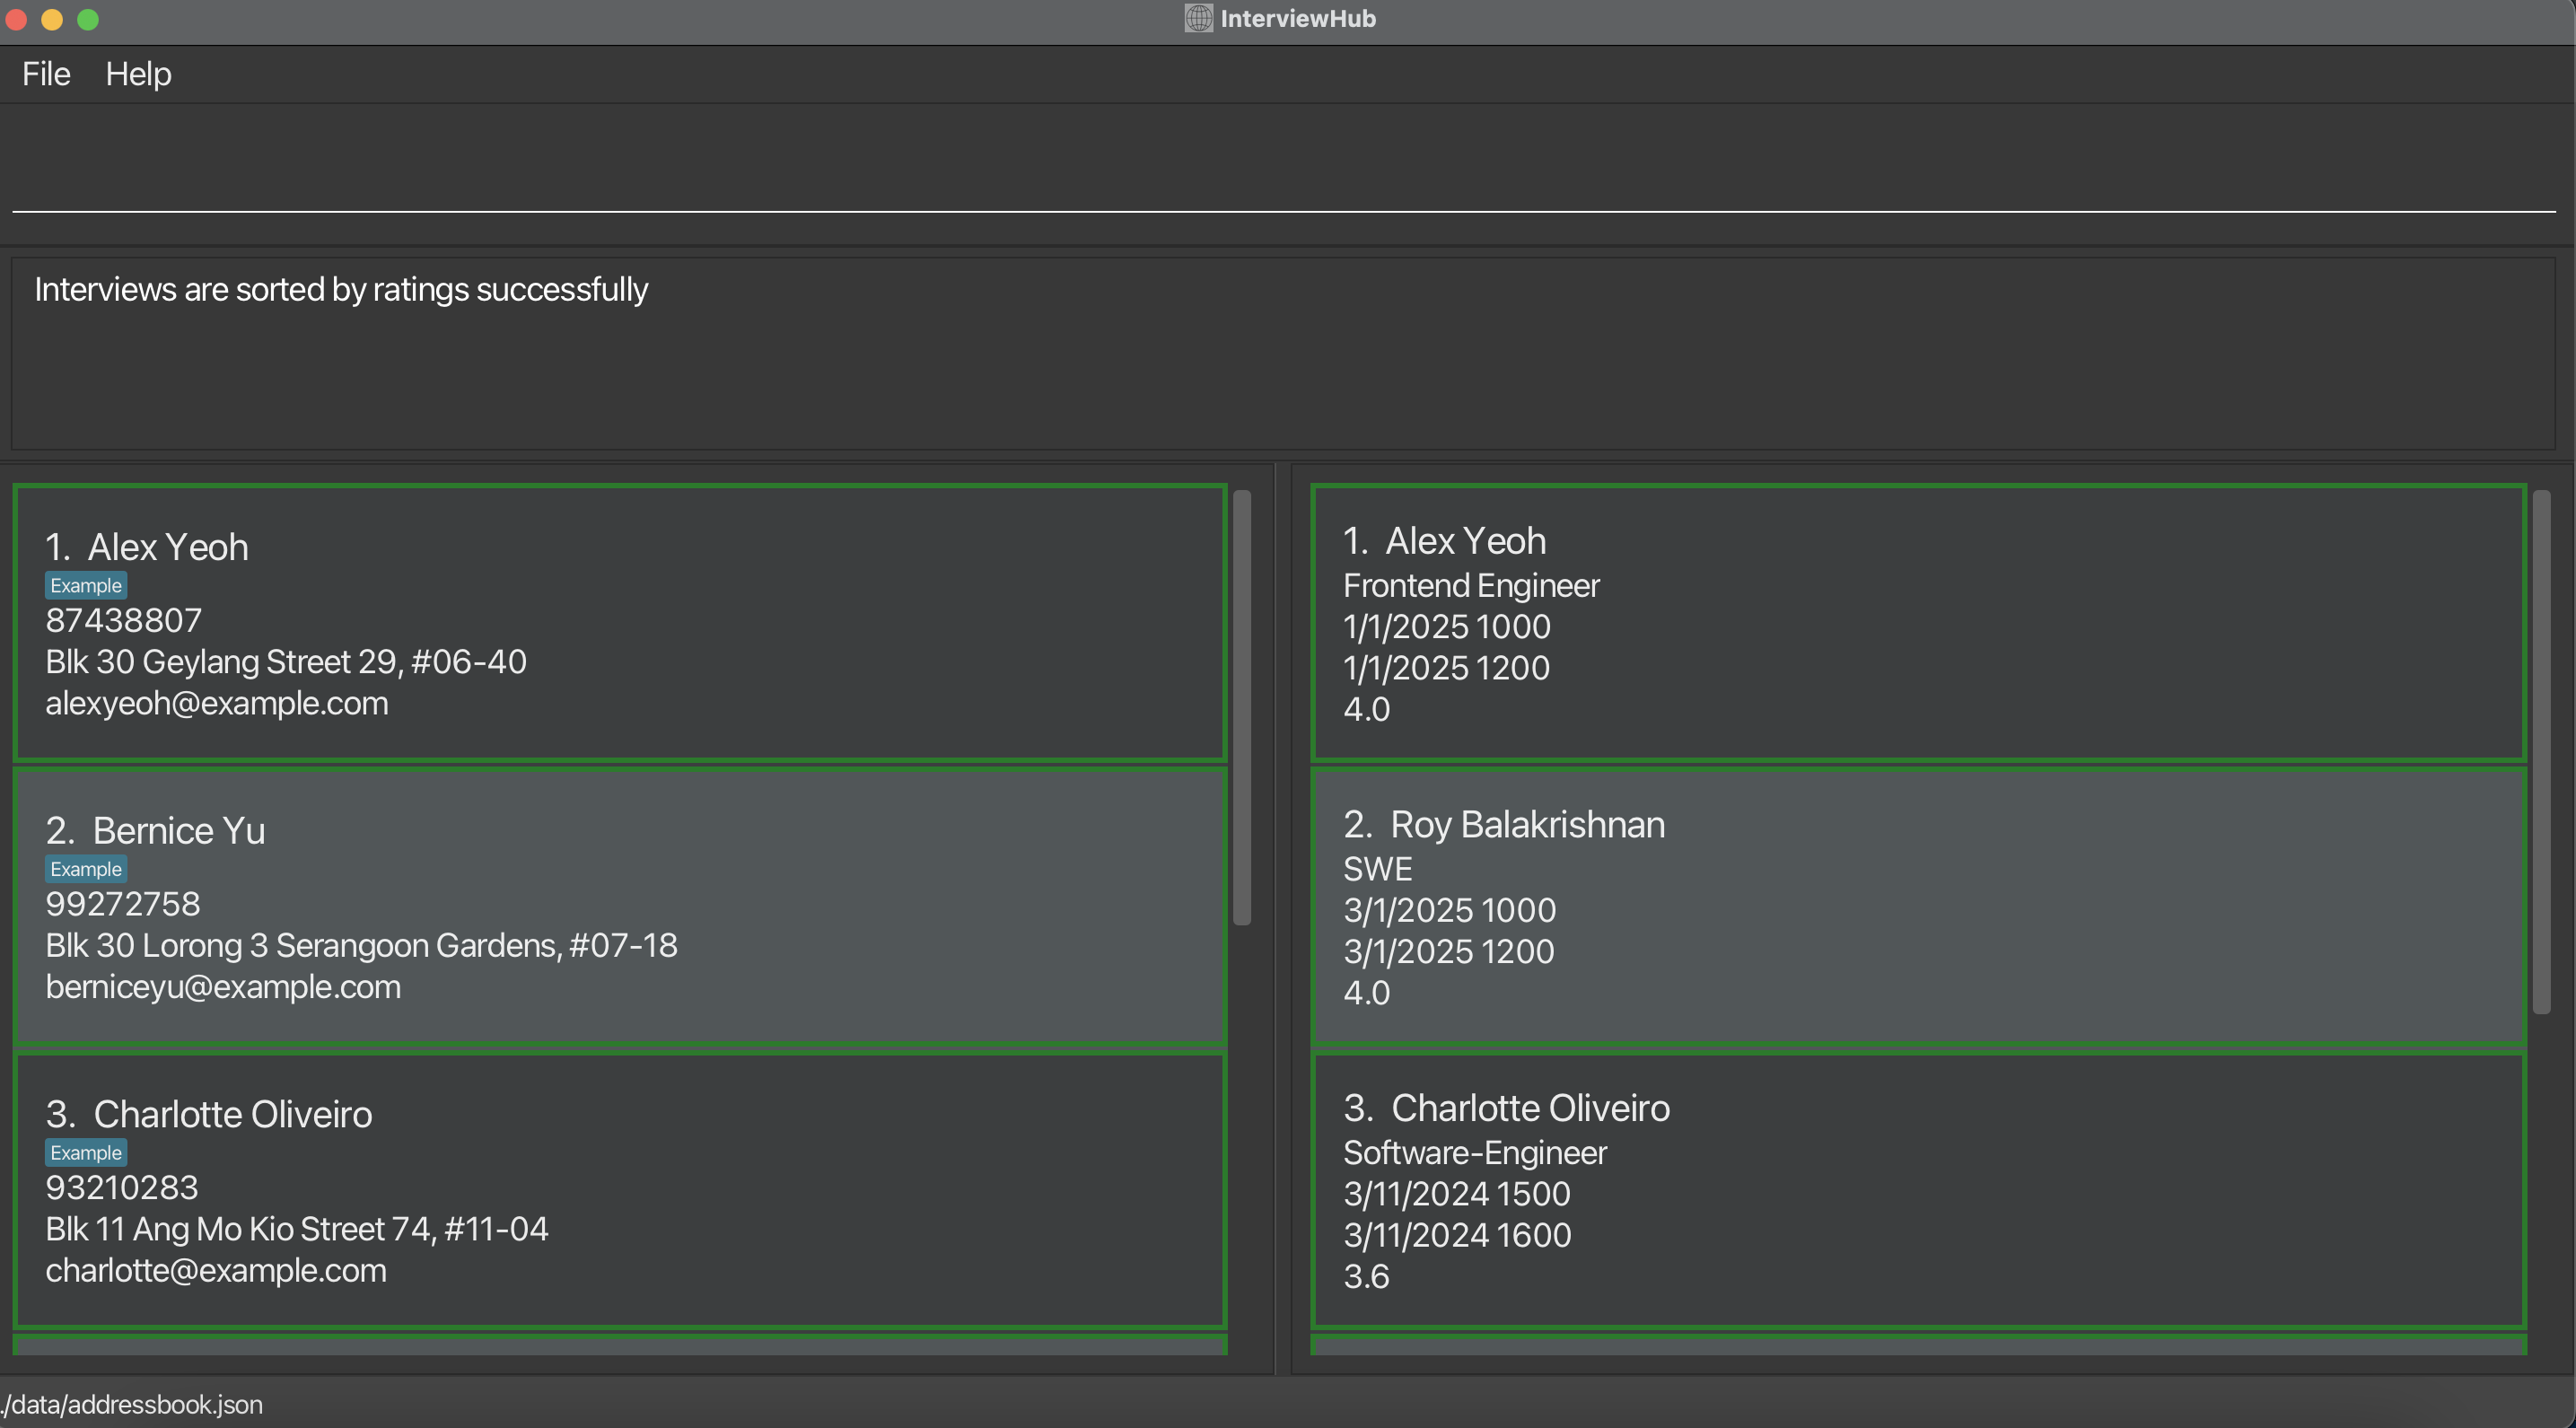 InterviewHub
File Help
Interviews are sorted by ratings successfully
1. Alex Yeoh
Example
87438807
Blk 30 Geylang Street 29, #06-40
alexyeoh@example.com
2. Bernice Yu
Example
99272758
Blk 30 Lorong 3 Serangoon Gardens, #07-18
berniceyu@example.com
3. Charlotte Oliveiro
Example
93210283
Blk 11 Ang Mo Kio Street 74, #11-04
charlotte@example.com
1. Alex Yeoh
Frontend Engineer
1/1/2025 1000
1/1/2025 1200
4.0
2. Roy Balakrishnan
SWE
3/1/2025 1000
3/1/2025 1200
4.0
3. Charlotte Oliveiro
Software-Engineer
3/11/2024 1500
3/11/2024 1600
3.6
./data/addressbook.json